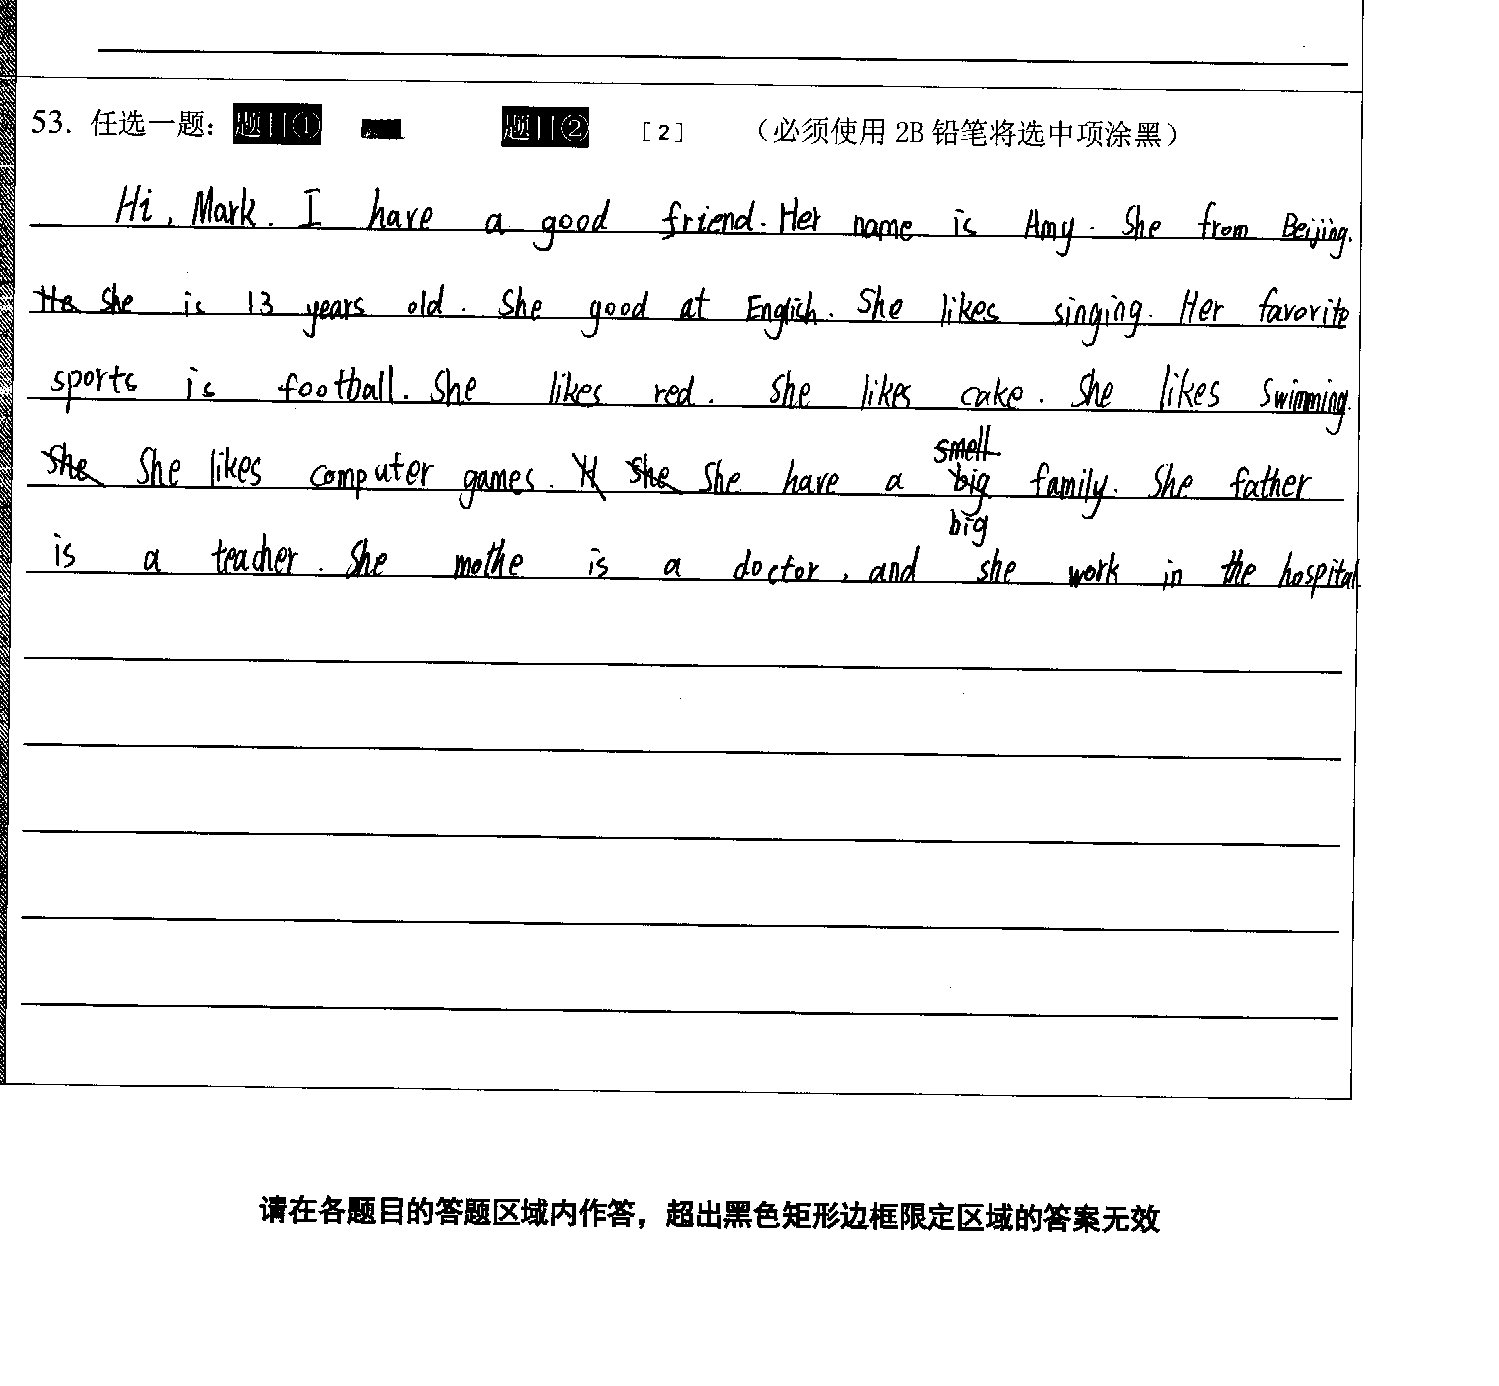 53. 任选一题： 题目① 题目② [2] （必须使用 2B 铅笔将选中项涂黑）
Hi, Mark. I have a good friend. Her name is Amy. She from Beijing.
He She is 13 years old. She good at English. She likes singing. Her favorite
sports is football. She likes red. She likes cake. She likes swimming.
She She likes computer games. H She She have a big family. She father
smell
big
is a teacher. She mothe is a doctor, and she work in the hospital.
请在各题目的答题区域内作答，超出黑色矩形边框限定区域的答案无效